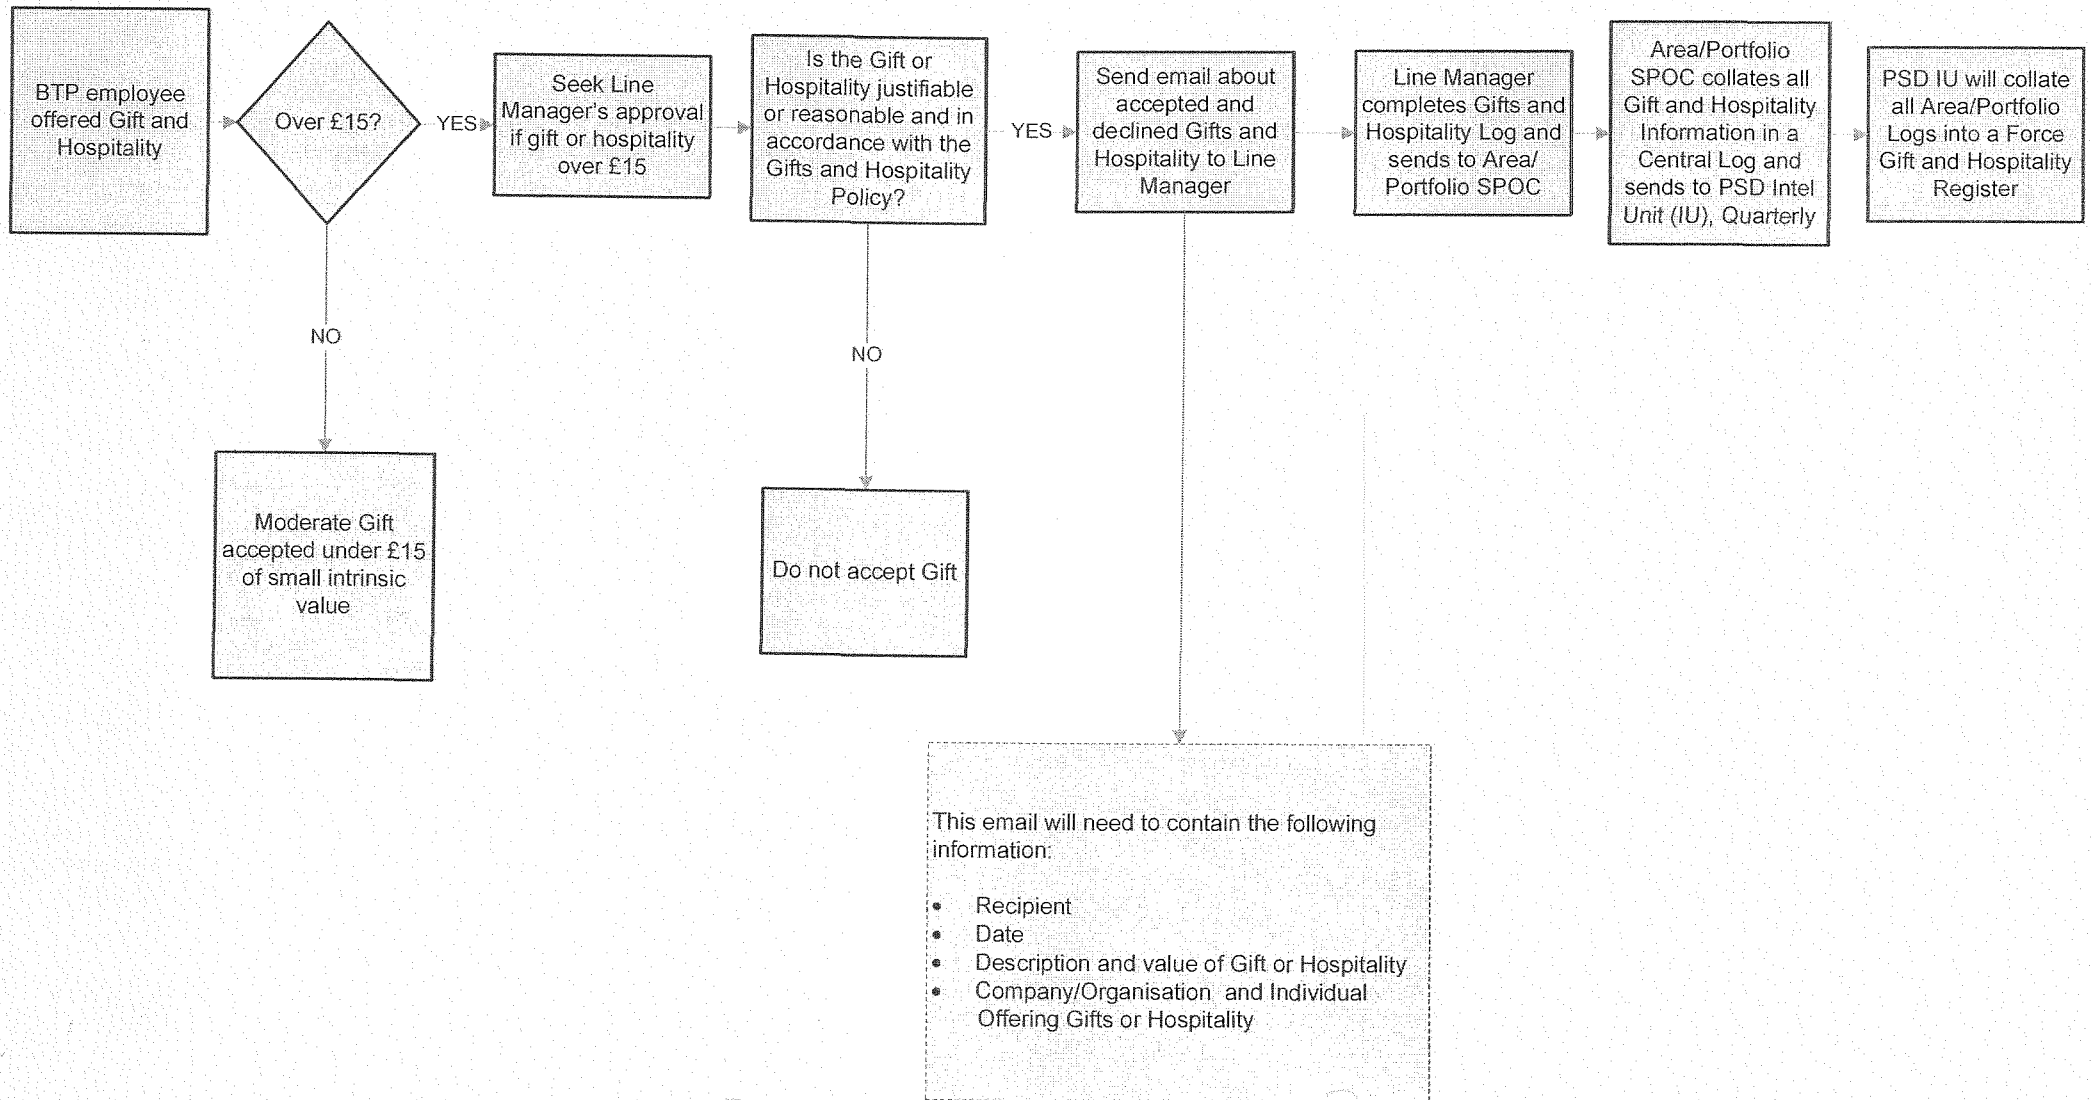 BTP employee
offered Gift and
Hospitality
Over £15?
YES
Seek Line
Manager's approval
if gift or hospitality
over £15
Is the Gift or
Hospitality justifiable
or reasonable and in
accordance with the
Gifts and Hospitality
Policy?
YES
Send email about
accepted and
declined Gifts and
Hospitality to Line
Manager
Line Manager
completes Gifts and
Hospitality Log and
sends to Area/
Portfolio SPOC
Area/Portfolio
SPOC collates all
Gift and Hospitality
Information in a
Central Log and
sends to PSD Intel
Unit (IU), Quarterly
PSD IU will collate
all Area/Portfolio
Logs into a Force
Gift and Hospitality
Register
NO
NO
Moderate Gift
accepted under £15
of small intrinsic
value
Do not accept Gift
This email will need to contain the following
information:
• Recipient
• Date
• Description and value of Gift or Hospitality
• Company/Organisation and Individual
Offering Gifts or Hospitality